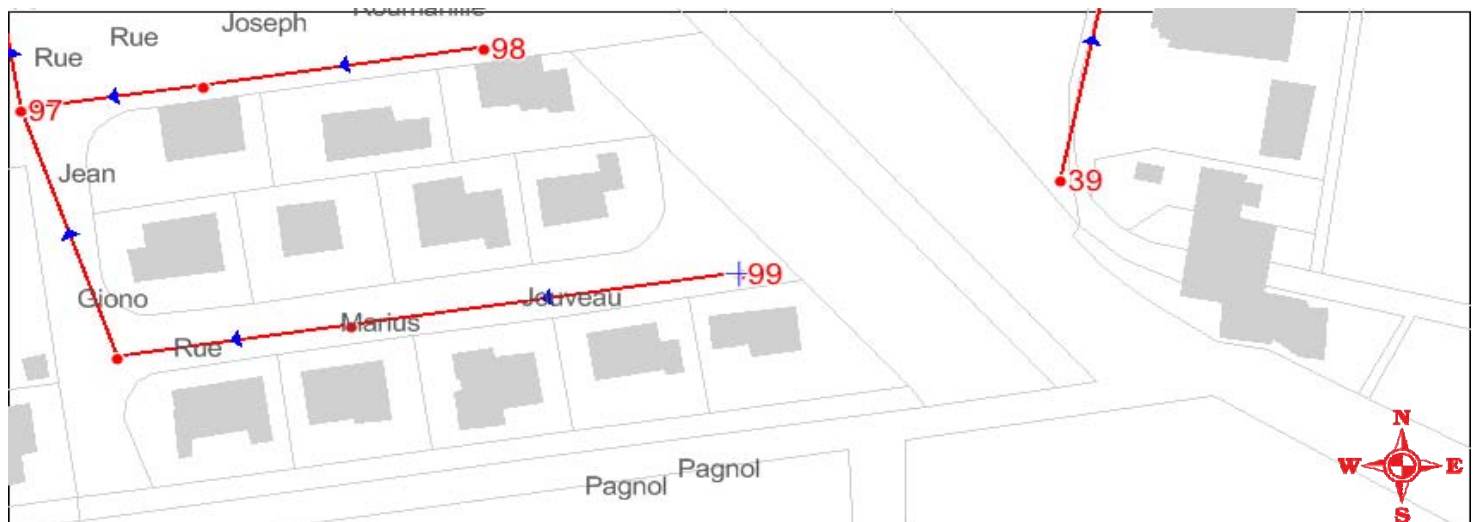 Joseph
Rue
Rue
98
97
Jean
39
99
Giono
Jouveau
Marius
Rue
Pagnol
Pagnol
N
W E
S